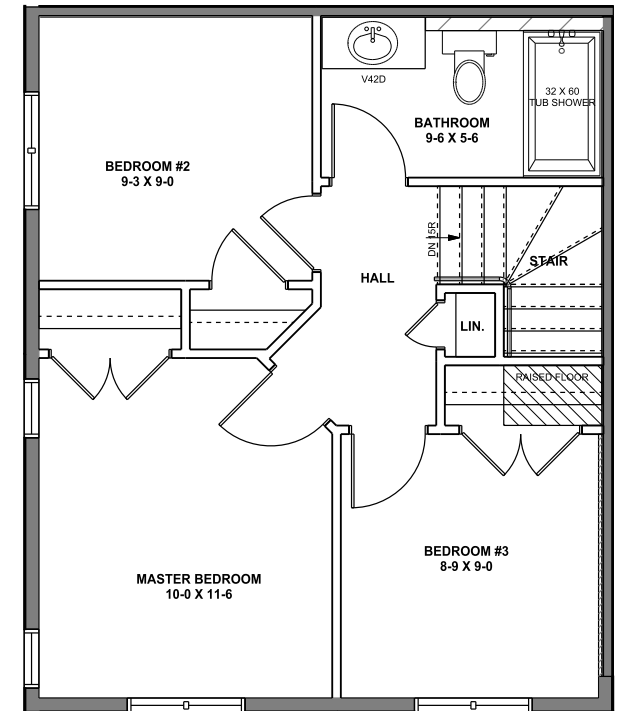 V42D
32 X 60
TUB SHOWER
BATHROOM
9-6 X 5-6
BEDROOM #2
9-3 X 9-0
DN 15R
STAIR
HALL
LIN.
RAISED FLOOR
BEDROOM #3
8-9 X 9-0
MASTER BEDROOM
10-0 X 11-6